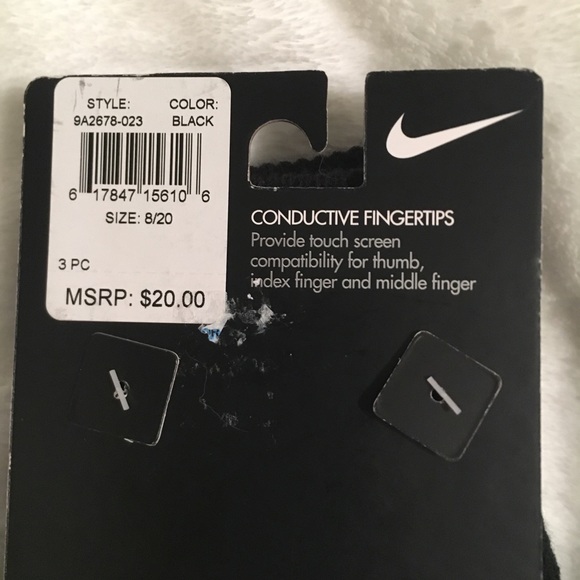 STYLE: COLOR:
9A2678-023 BLACK
6 17847 15610 6
SIZE: 8/20
3 PC
MSRP: $20.00
CONDUCTIVE FINGERTIPS
Provide touch screen
compatibility for thumb,
index finger and middle finger